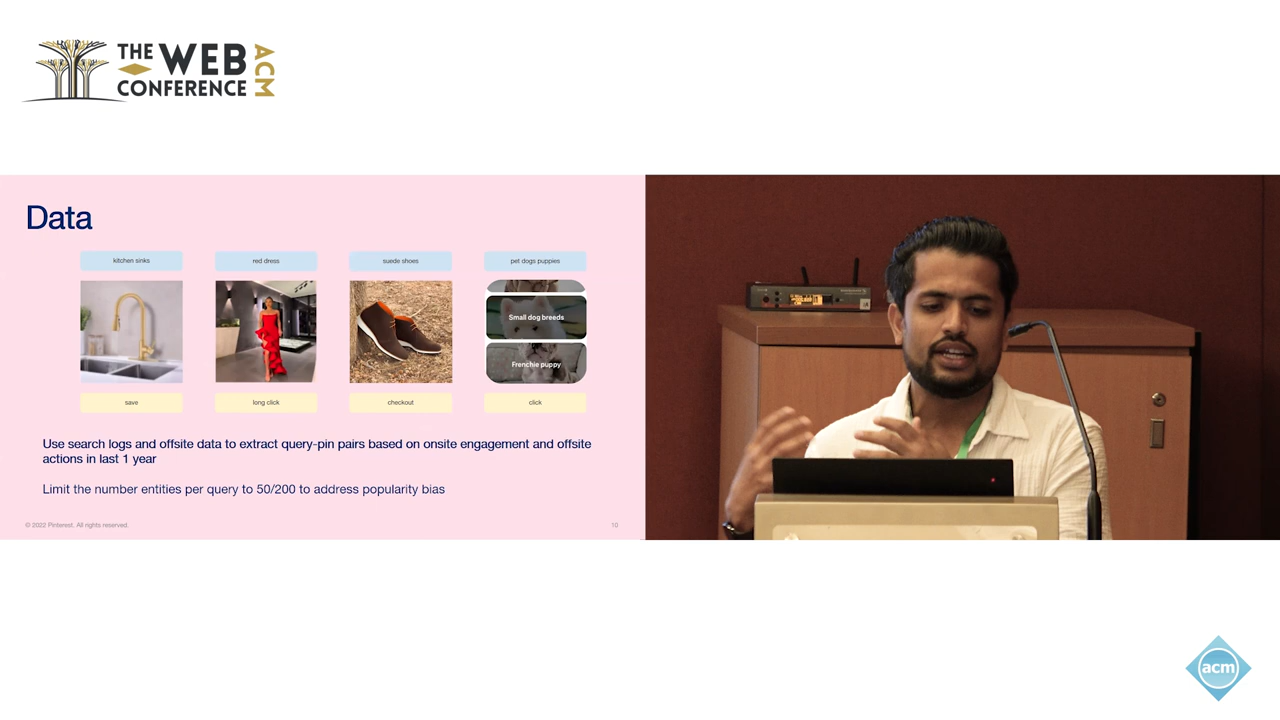 THE WEB
CONFERENCE
ACM
Data
kitchen sinks
red dress
suede shoes
pet dogs puppies
Small dog breeds
Frenchie puppy
save
long click
checkout
click
Use search logs and offsite data to extract query-pin pairs based on onsite engagement and offsite
actions in last 1 year
Limit the number entities per query to 50/200 to address popularity bias
© 2022 Pinterest. All rights reserved.
10
acm